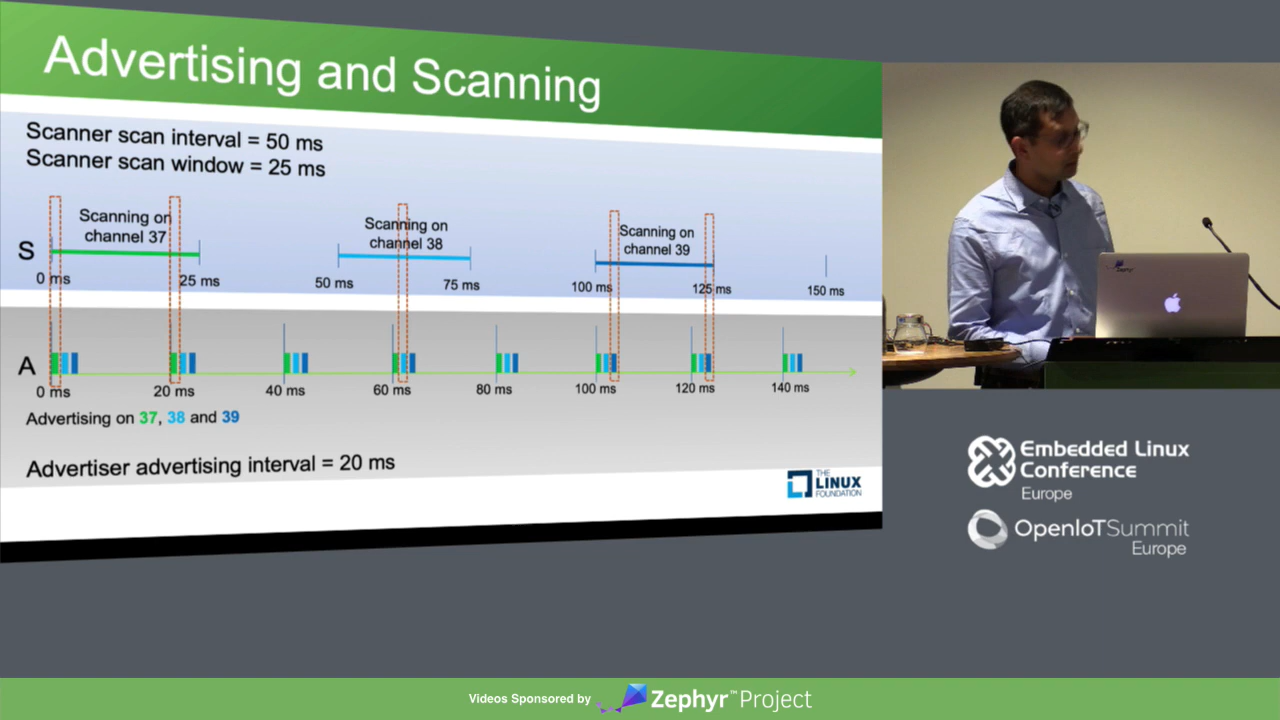 Advertising and Scanning
Scanner scan interval = 50 ms
Scanner scan window = 25 ms
Scanning on
channel 37
Scanning on
channel 38
Scanning on
channel 39
S
0 ms
25 ms
50 ms
75 ms
100 ms
125 ms
150 ms
A
0 ms
20 ms
40 ms
60 ms
80 ms
100 ms
120 ms
140 ms
Advertising on 37, 38 and 39
Advertiser advertising interval = 20 ms
THE
LINUX
FOUNDATION
Embedded Linux
Conference
Europe
OpenIoTSummit
Europe
Videos Sponsored by Zephyr™Project